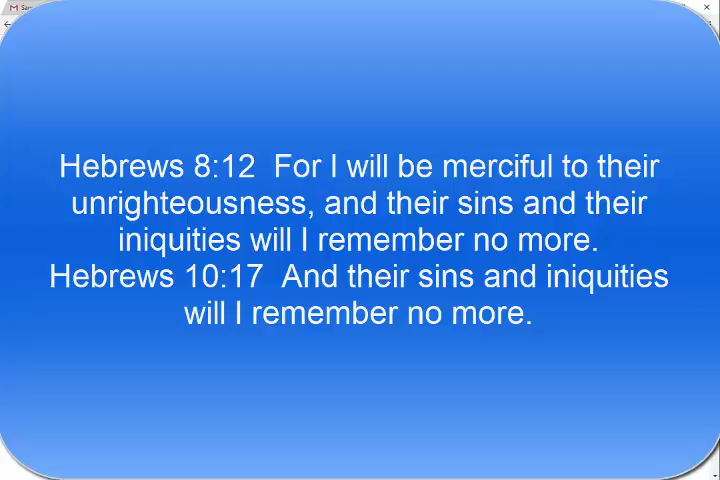 Hebrews 8:12  For I will be merciful to their
unrighteousness, and their sins and their
iniquities will I remember no more.
Hebrews 10:17  And their sins and iniquities
will I remember no more.